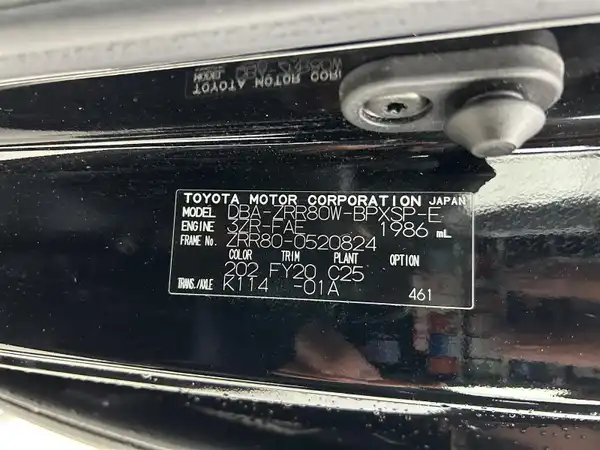 TOYOTA MOTOR CORPORATION JAPAN
MODEL DBA-ZRR80W-BPXSP-E
ENGINE 3ZR-FAE 1986 mL
FRAME No. ZRR80-0520824
COLOR TRIM PLANT OPTION
202 FY20 C25
TRANS./AXLE K114 -01A
461